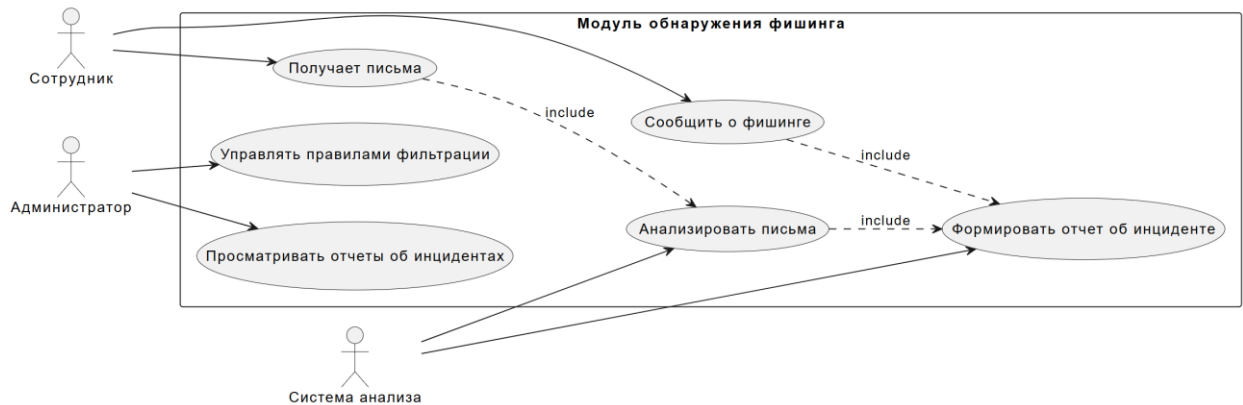 Модуль обнаружения фишинга
Сотрудник
Получает письма
include
Сообщить о фишинге
Управлять правилами фильтрации
include
Администратор
Анализировать письма
include
Формировать отчет об инциденте
Просматривать отчеты об инцидентах
Система анализа